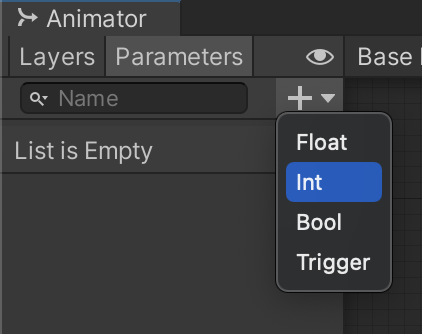 Animator
Layers Parameters Base
Name
List is Empty
Float
Int
Bool
Trigger